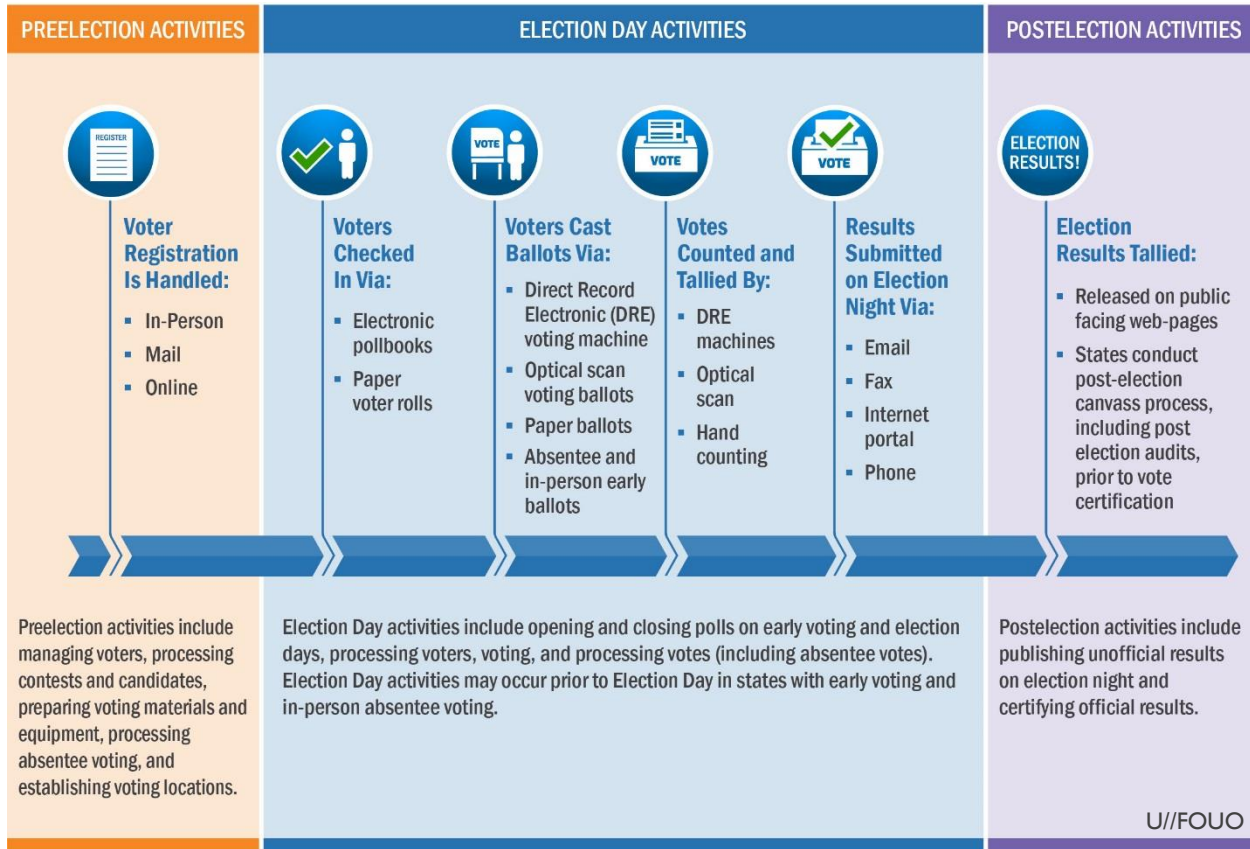 PREELECTION ACTIVITIES
ELECTION DAY ACTIVITIES
POSTELECTION ACTIVITIES
REGISTER
Voter
Registration
Is Handled:
▪ In-Person
▪ Mail
▪ Online
Voters
Checked
In Via:
▪ Electronic
pollbooks
▪ Paper
voter rolls
VOTE
Voters Cast
Ballots Via:
▪ Direct Record
Electronic (DRE)
voting machine
▪ Optical scan
voting ballots
▪ Paper ballots
▪ Absentee and
in-person early
ballots
VOTE
Votes
Counted and
Tallied By:
▪ DRE
machines
▪ Optical
scan
▪ Hand
counting
VOTE
Results
Submitted
on Election
Night Via:
▪ Email
▪ Fax
▪ Internet
portal
▪ Phone
ELECTION
RESULTS!
Election
Results Tallied:
▪ Released on public
facing web-pages
▪ States conduct
post-election
canvass process,
including post
election audits,
prior to vote
certification
Preelection activities include
managing voters, processing
contests and candidates,
preparing voting materials and
equipment, processing
absentee voting, and
establishing voting locations.
Election Day activities include opening and closing polls on early voting and election
days, processing voters, voting, and processing votes (including absentee votes).
Election Day activities may occur prior to Election Day in states with early voting and
in-person absentee voting.
Postelection activities include
publishing unofficial results
on election night and
certifying official results.
U//FOUO